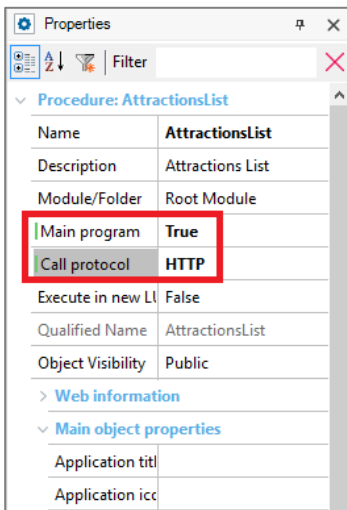 Properties
Filter
Procedure: AttractionsList
Name AttractionsList
Description Attractions List
Module/Folder Root Module
Main program True
Call protocol HTTP
Execute in new LU False
Qualified Name AttractionsList
Object Visibility Public
Web information
Main object properties
Application titl
Application ico